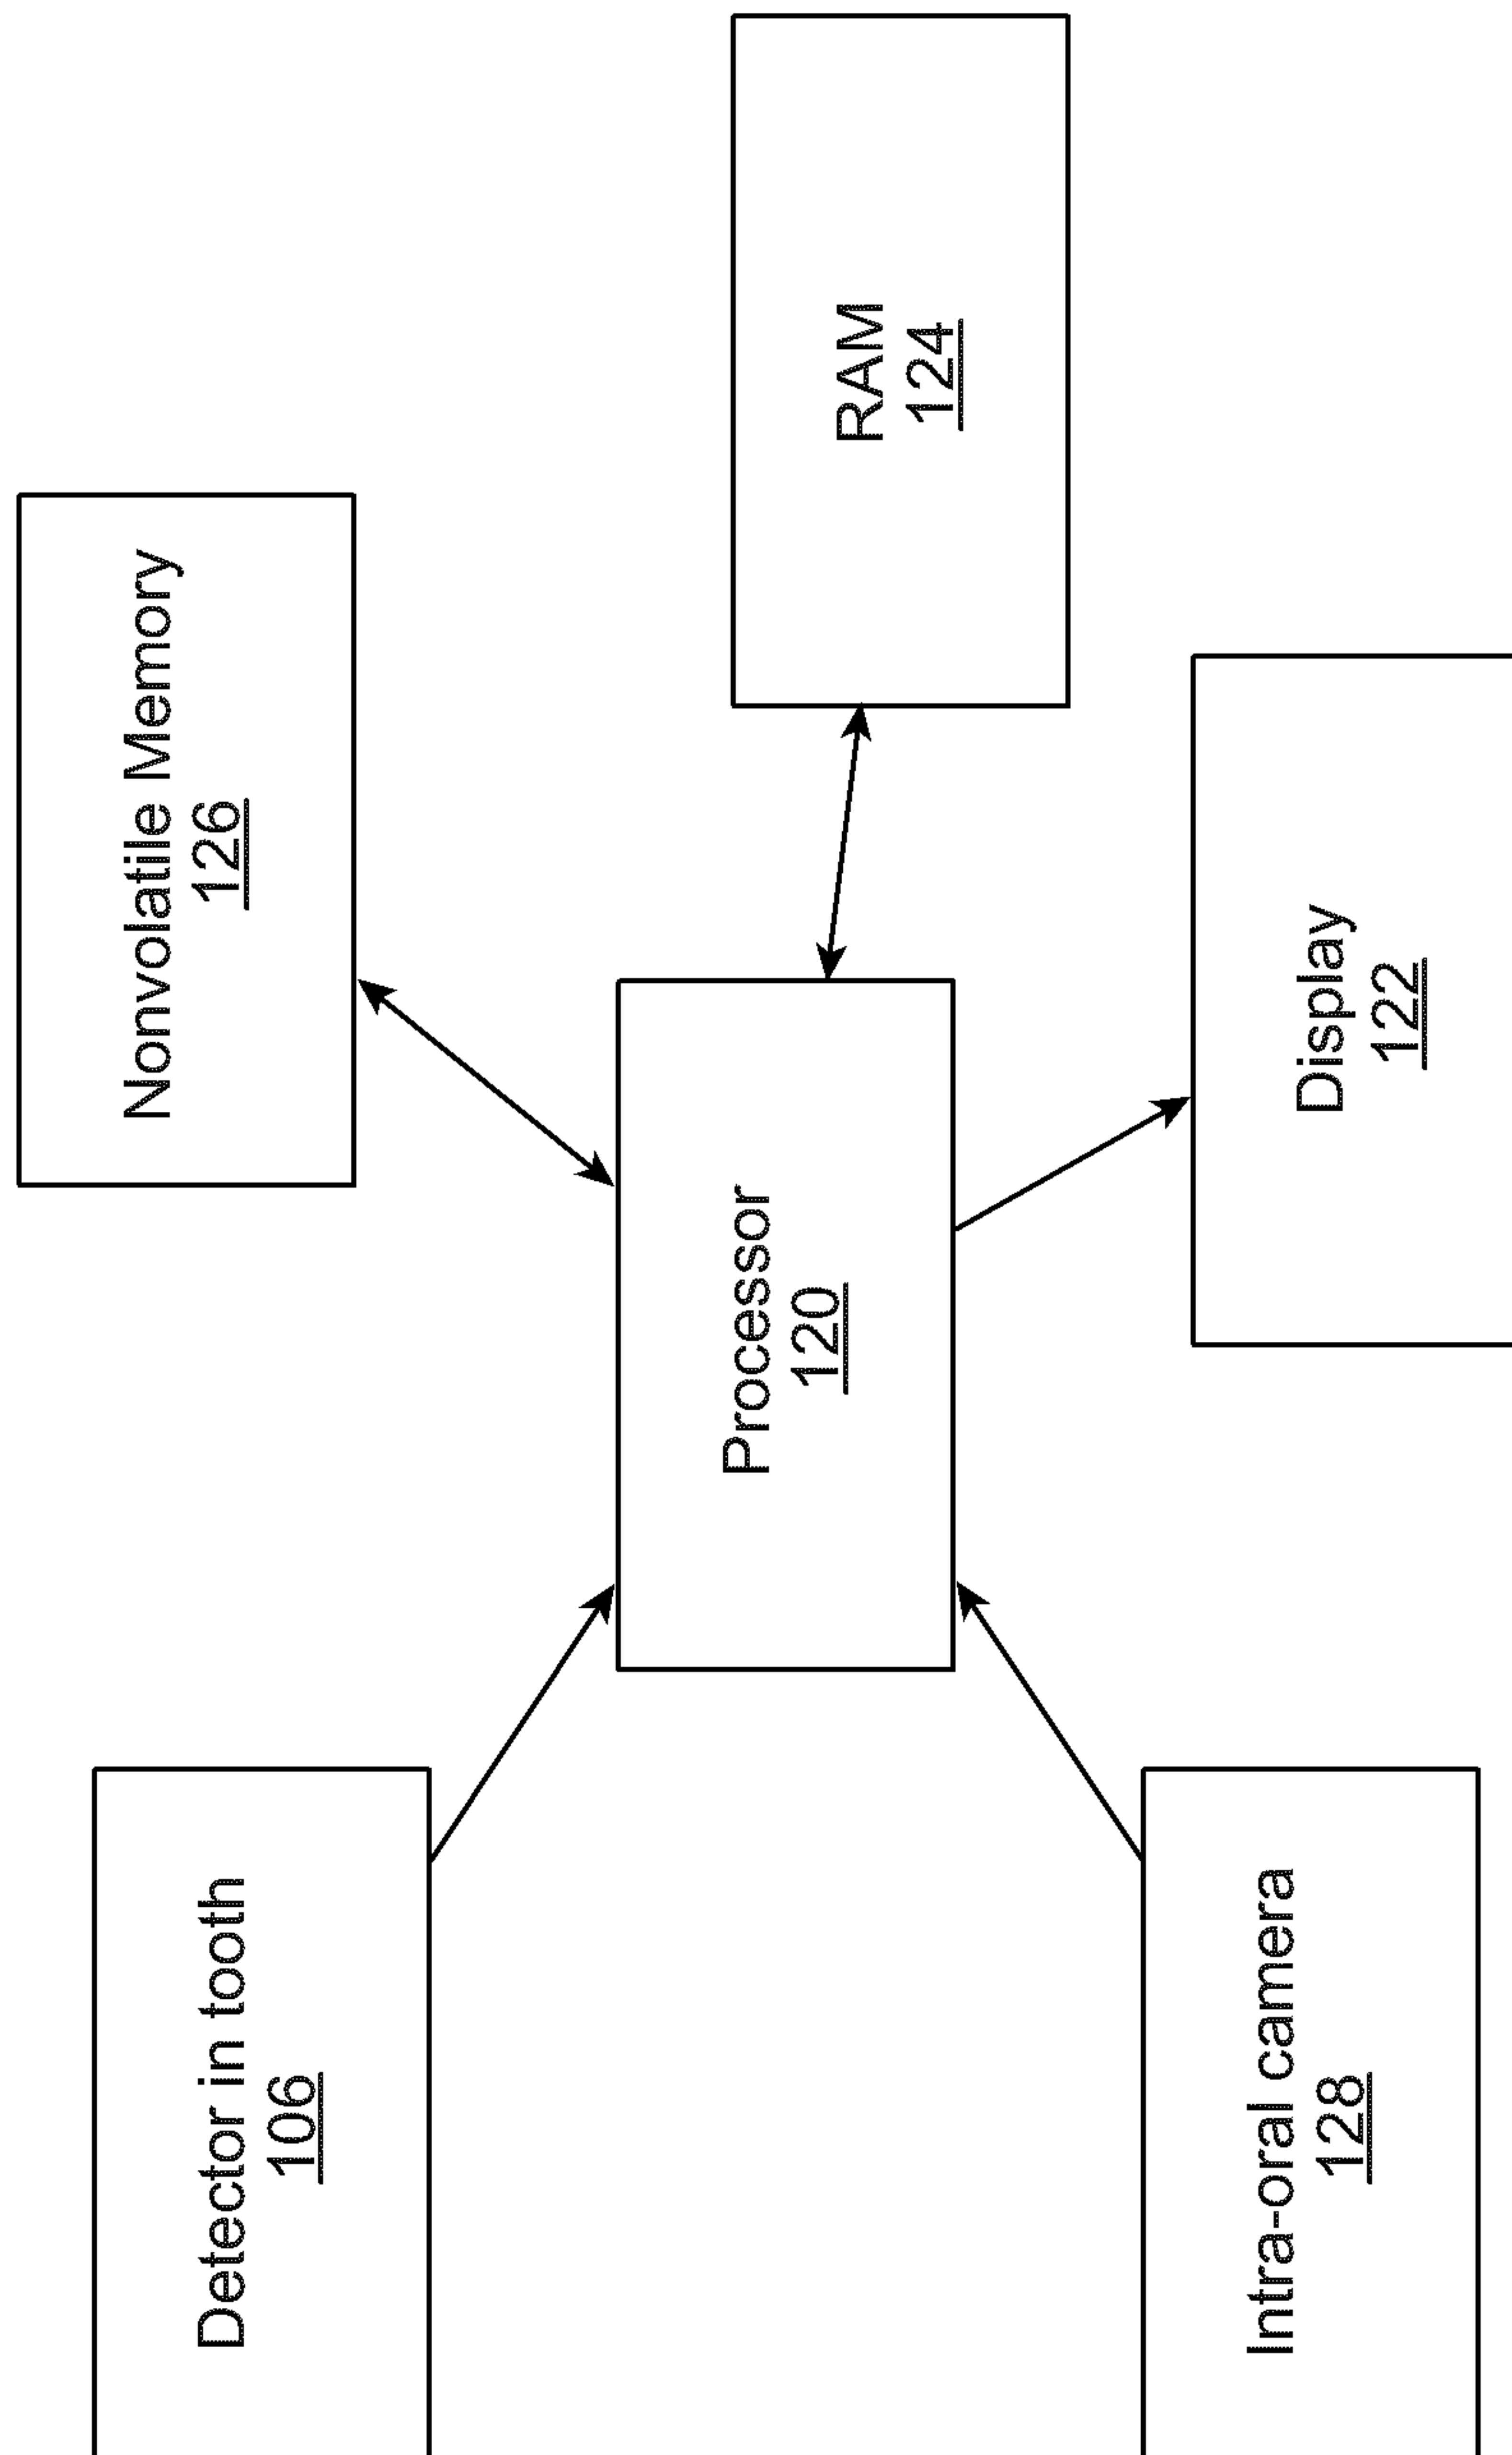 Nonvolatile Memory
126
RAM
124
Detector in tooth
106
Processor
120
Display
122
Intra-oral camera
128